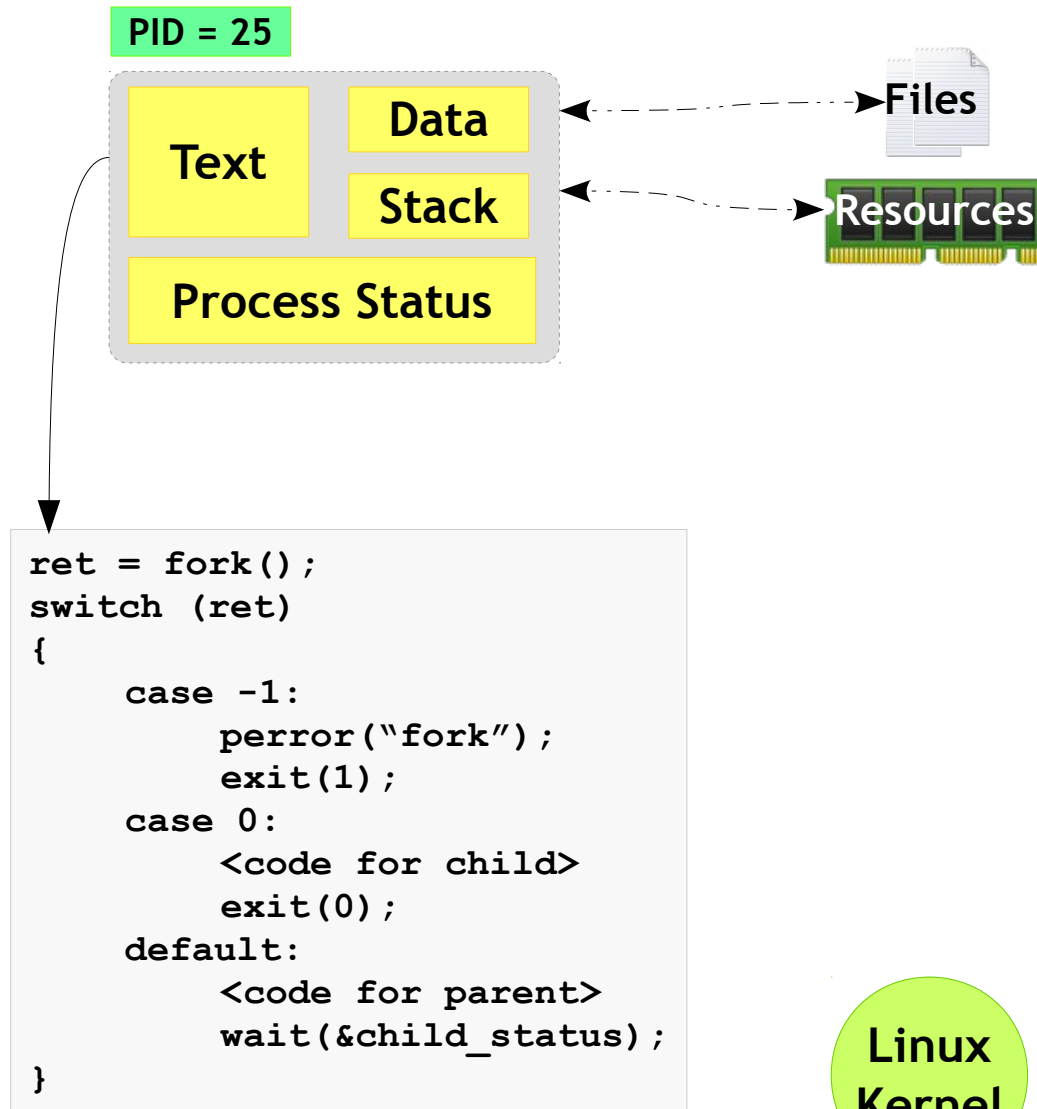 PID = 25
Text
Data
Stack
Process Status
Files
Resources
ret = fork();
switch (ret)
{
case -1:
perror(“fork”);
exit(1);
case 0:
<code for child>
exit(0);
default:
<code for parent>
wait(&child_status);
}
Linux
Kernel